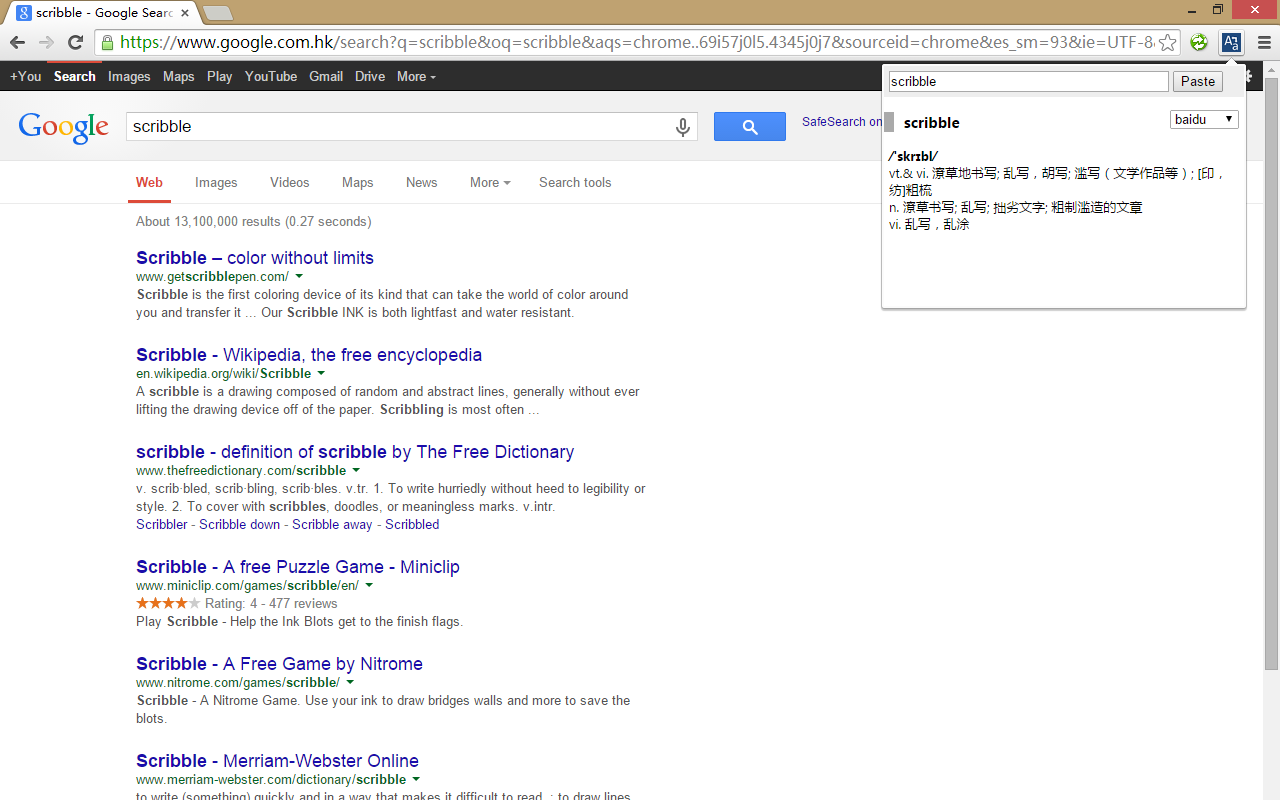 scribble - Google Searc
https://www.google.com.hk/search?q=scribble&oq=scribble&aqs=chrome..69i57j0l5.4345j0j7&sourceid=chrome&es_sm=93&ie=UTF-8
+You Search Images Maps Play YouTube Gmail Drive More
scribble Paste
Google scribble SafeSearch on
scribble baidu
/ˈskrɪbl/
vt.& vi. 潦草地书写; 乱写，胡写; 滥写（文学作品等）; [印，
纺]粗梳
n. 潦草书写; 乱写; 拙劣文字; 粗制滥造的文章
vi. 乱写，乱涂
Web Images Videos Maps News More Search tools
About 13,100,000 results (0.27 seconds)
Scribble – color without limits
www.getscribblepen.com/
Scribble is the first coloring device of its kind that can take the world of color around
you and transfer it ... Our Scribble INK is both lightfast and water resistant.
Scribble - Wikipedia, the free encyclopedia
en.wikipedia.org/wiki/Scribble
A scribble is a drawing composed of random and abstract lines, generally without ever
lifting the drawing device off of the paper. Scribbling is most often ...
scribble - definition of scribble by The Free Dictionary
www.thefreedictionary.com/scribble
v. scrib·bled, scrib·bling, scrib·bles. v.tr. 1. To write hurriedly without heed to legibility or
style. 2. To cover with scribbles, doodles, or meaningless marks. v.intr.
Scribbler - Scribble down - Scribble away - Scribbled
Scribble - A free Puzzle Game - Miniclip
www.miniclip.com/games/scribble/en/
Rating: 4 - 477 reviews
Play Scribble - Help the Ink Blots get to the finish flags.
Scribble - A Free Game by Nitrome
www.nitrome.com/games/scribble/
Scribble - A Nitrome Game. Use your ink to draw bridges walls and more to save the
blots.
Scribble - Merriam-Webster Online
www.merriam-webster.com/dictionary/scribble
to write (something) quickly and in a way that makes it difficult to read. : to draw lines